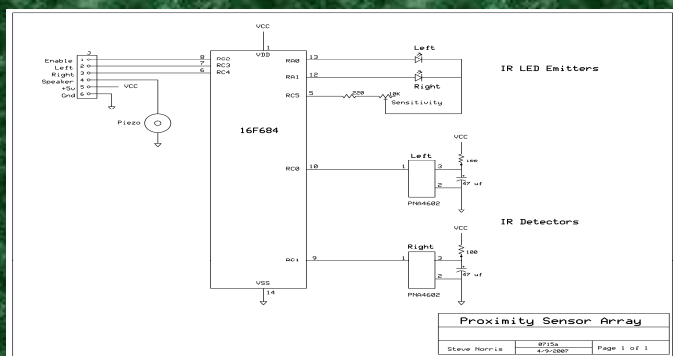 VCC
J
Enable 1
Left 2
Right 3
Speaker 4
+5v 5 VCC
Gnd 6
Piezo
8 RC2
7 RC3
6 RC4
1
VDD
16F684
RA0 13
RA1 12
RC5 5
RC0 10
RC1 9
VSS
14
Left
Right
220
10K
Sensitivity
IR LED Emitters
VCC
Left
1 3
2
100
47 uf
PNA4602
IR Detectors
VCC
Right
1 3
2
100
47 uf
PNA4602
Proximity Sensor Array
Steve Norris
0715a
4/9/2007
Page 1 of 1